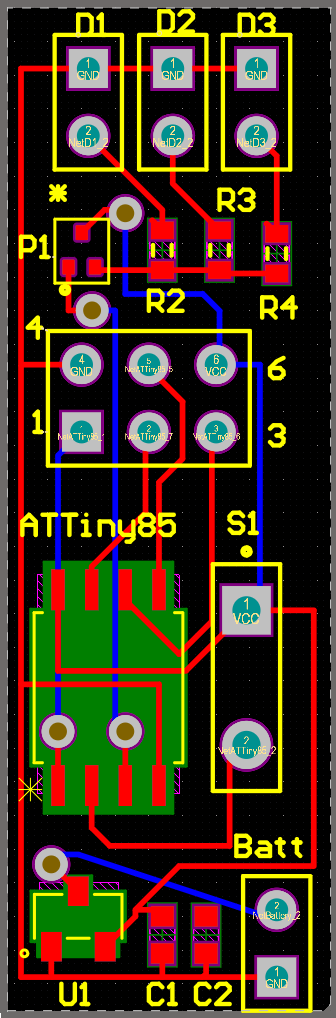 D1 D2 D3
1 1 1
GND GND GND
2 2 2
NetD1_2 NetD2_2 NetD3_2
*
R3
P1
R2 R4
4
4 5 6
GND NetATTiny85_5 VCC
6
1 1 2 3
NetATTiny85_1 NetATTiny85_7 NetATTiny85_6
3
ATTiny85 S1
1
VCC
2
NetATTiny85_2
Batt
2
NetBattery_2
1
GND
U1 C1 C2